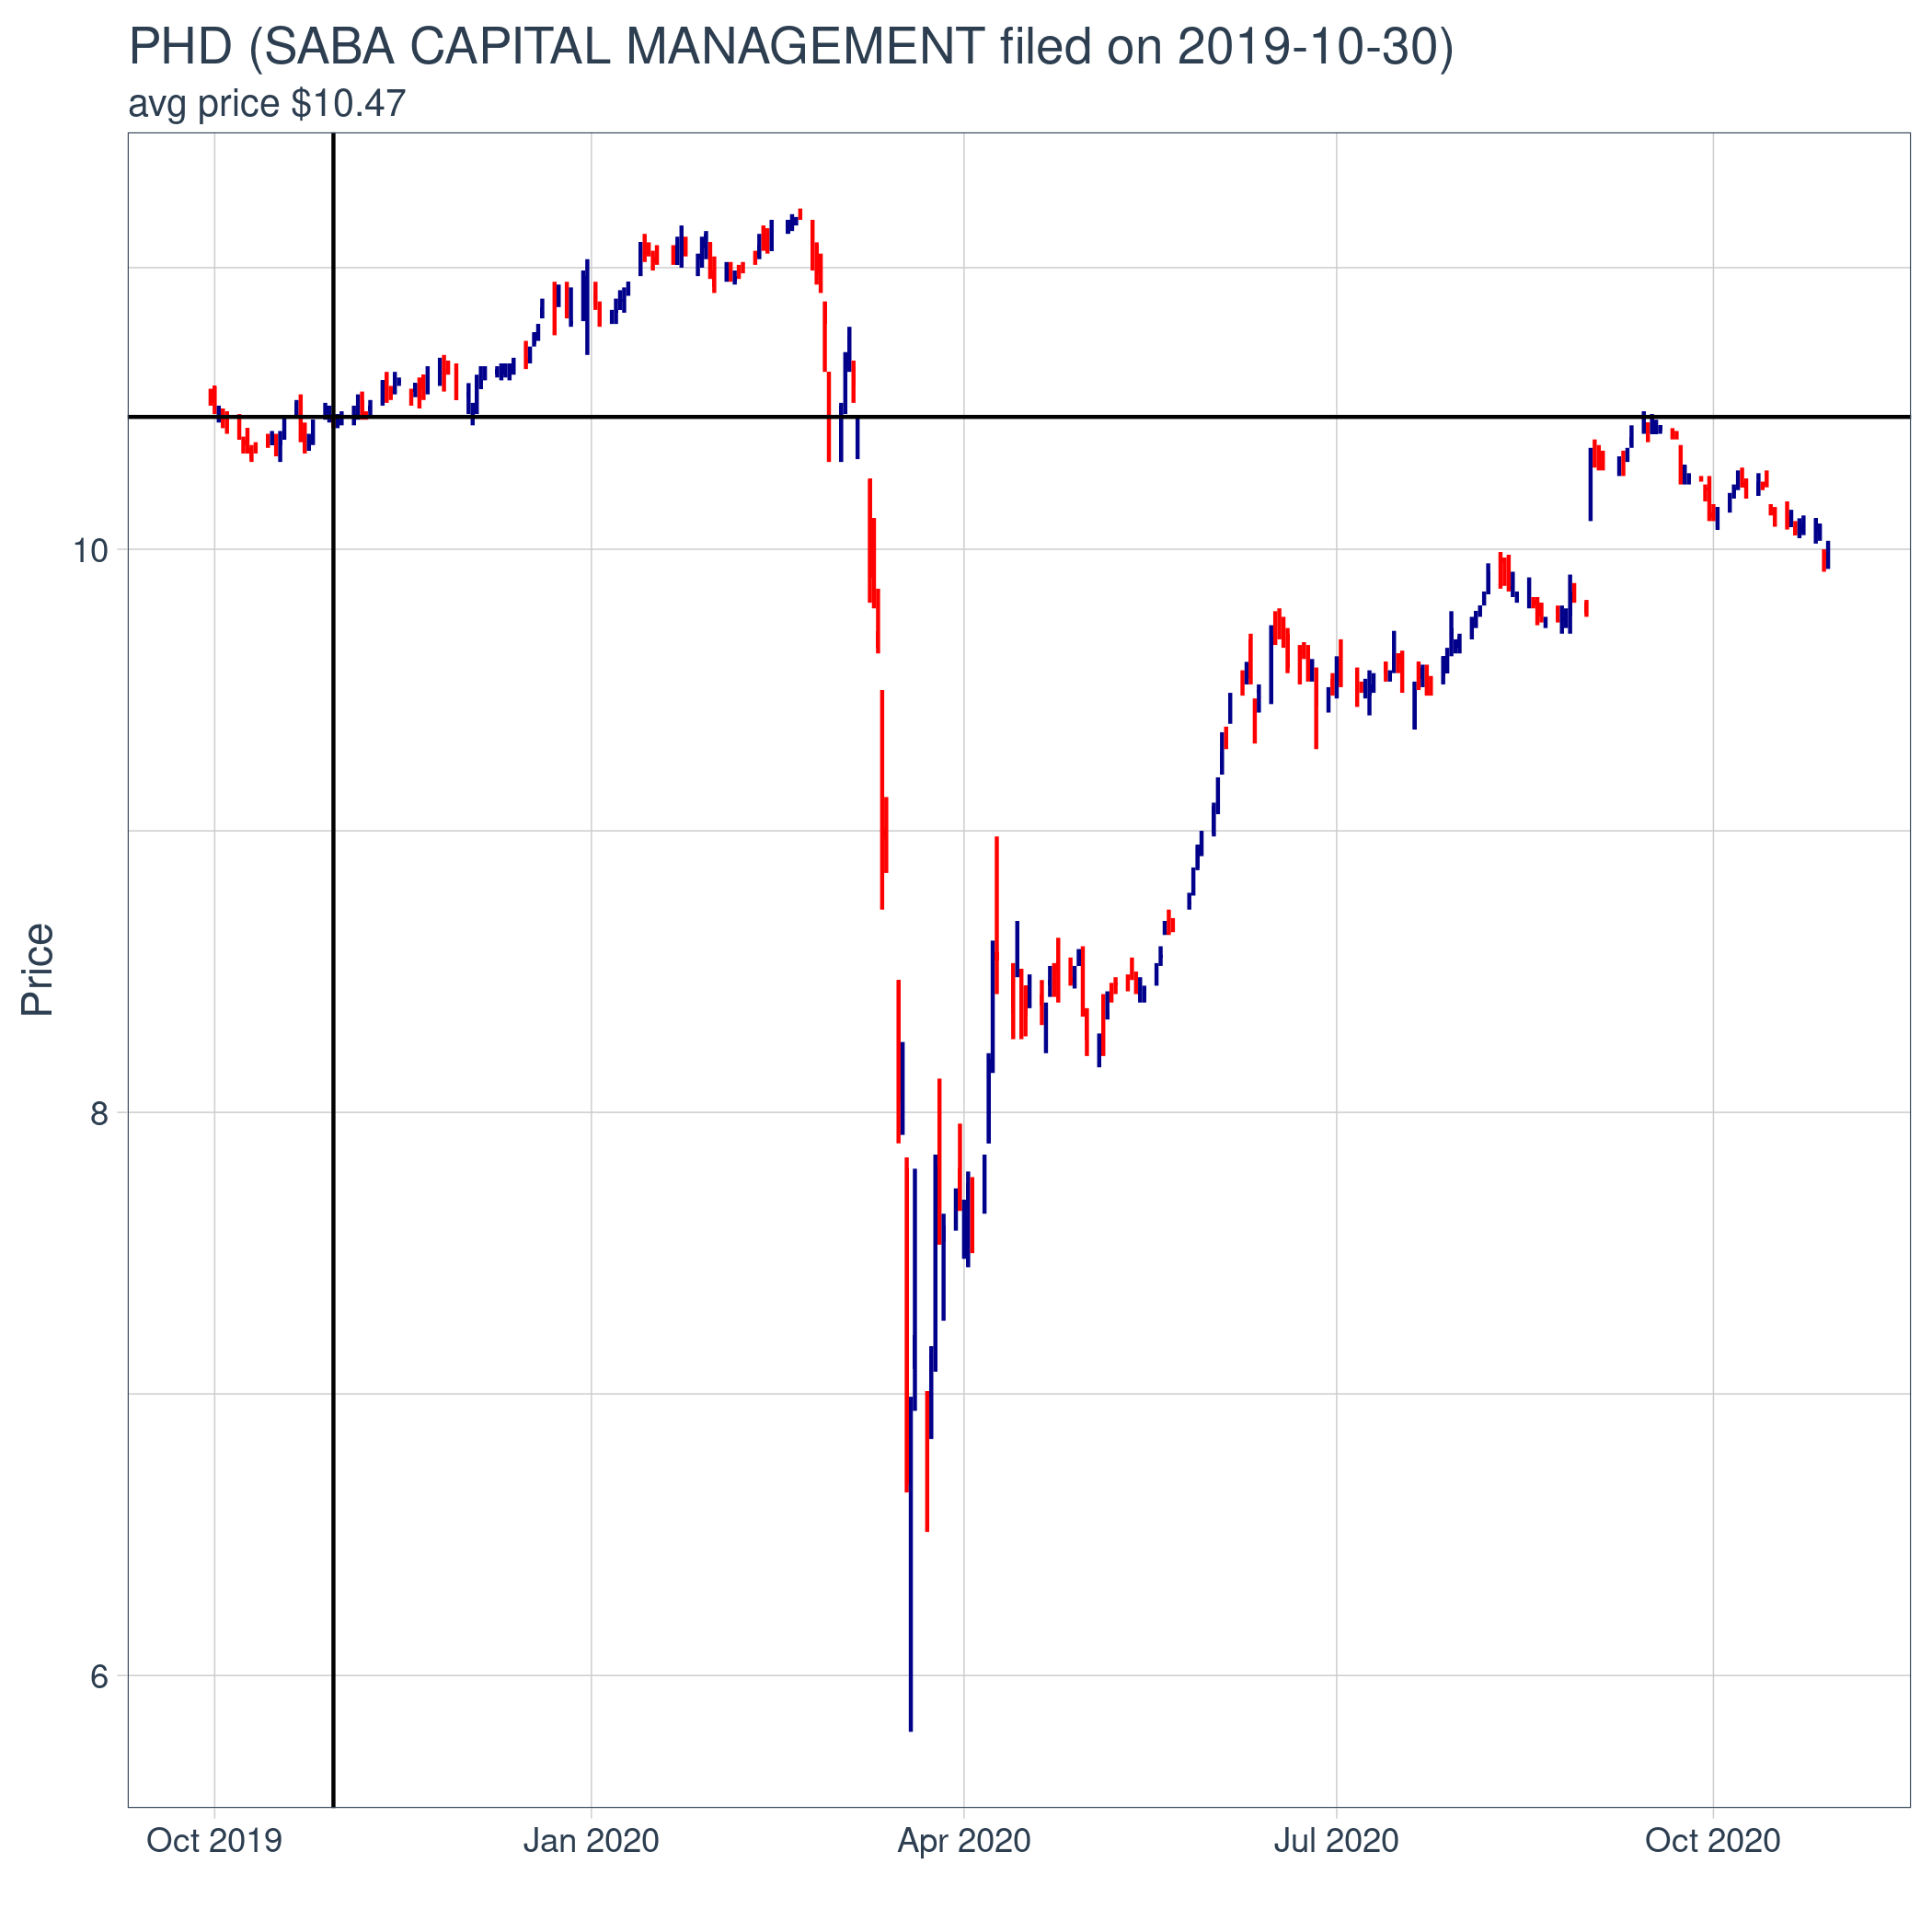 PHD (SABA CAPITAL MANAGEMENT filed on 2019-10-30)
avg price $10.47
10
8
6
Price
Oct 2019
Jan 2020
Apr 2020
Jul 2020
Oct 2020